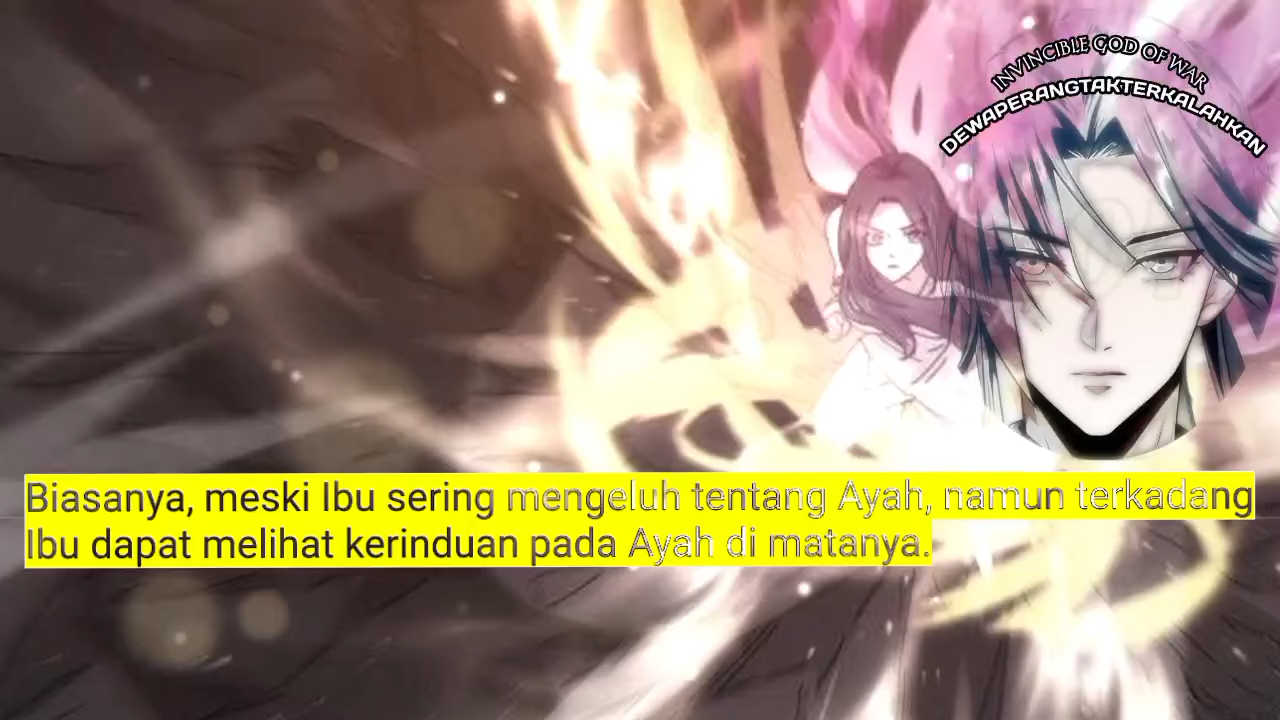 INVINCIBLE GOD OF WAR
DEWAPERANGTAKTERKALAHKAN
Biasanya, meski Ibu sering mengeluh tentang Ayah, namun terkadang
Ibu dapat melihat kerinduan pada Ayah di matanya.